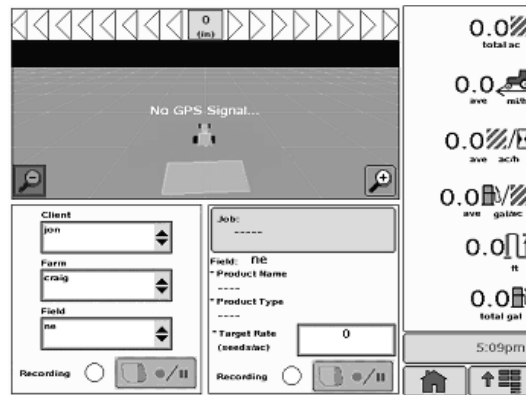 0
(in)
No GPS Signal...
Client
jon
Farm
craig
Field
ne
Recording
Job:
-----
Field: ne
* Product Name
----
* Product Type
----
* Target Rate
(seeds/ac)
0
Recording
0.0
total ac
0.0
ave mi/h
0.0
ave ac/h
0.0
ave gal/ac
0.0
ft
0.0
total gal
5:09pm